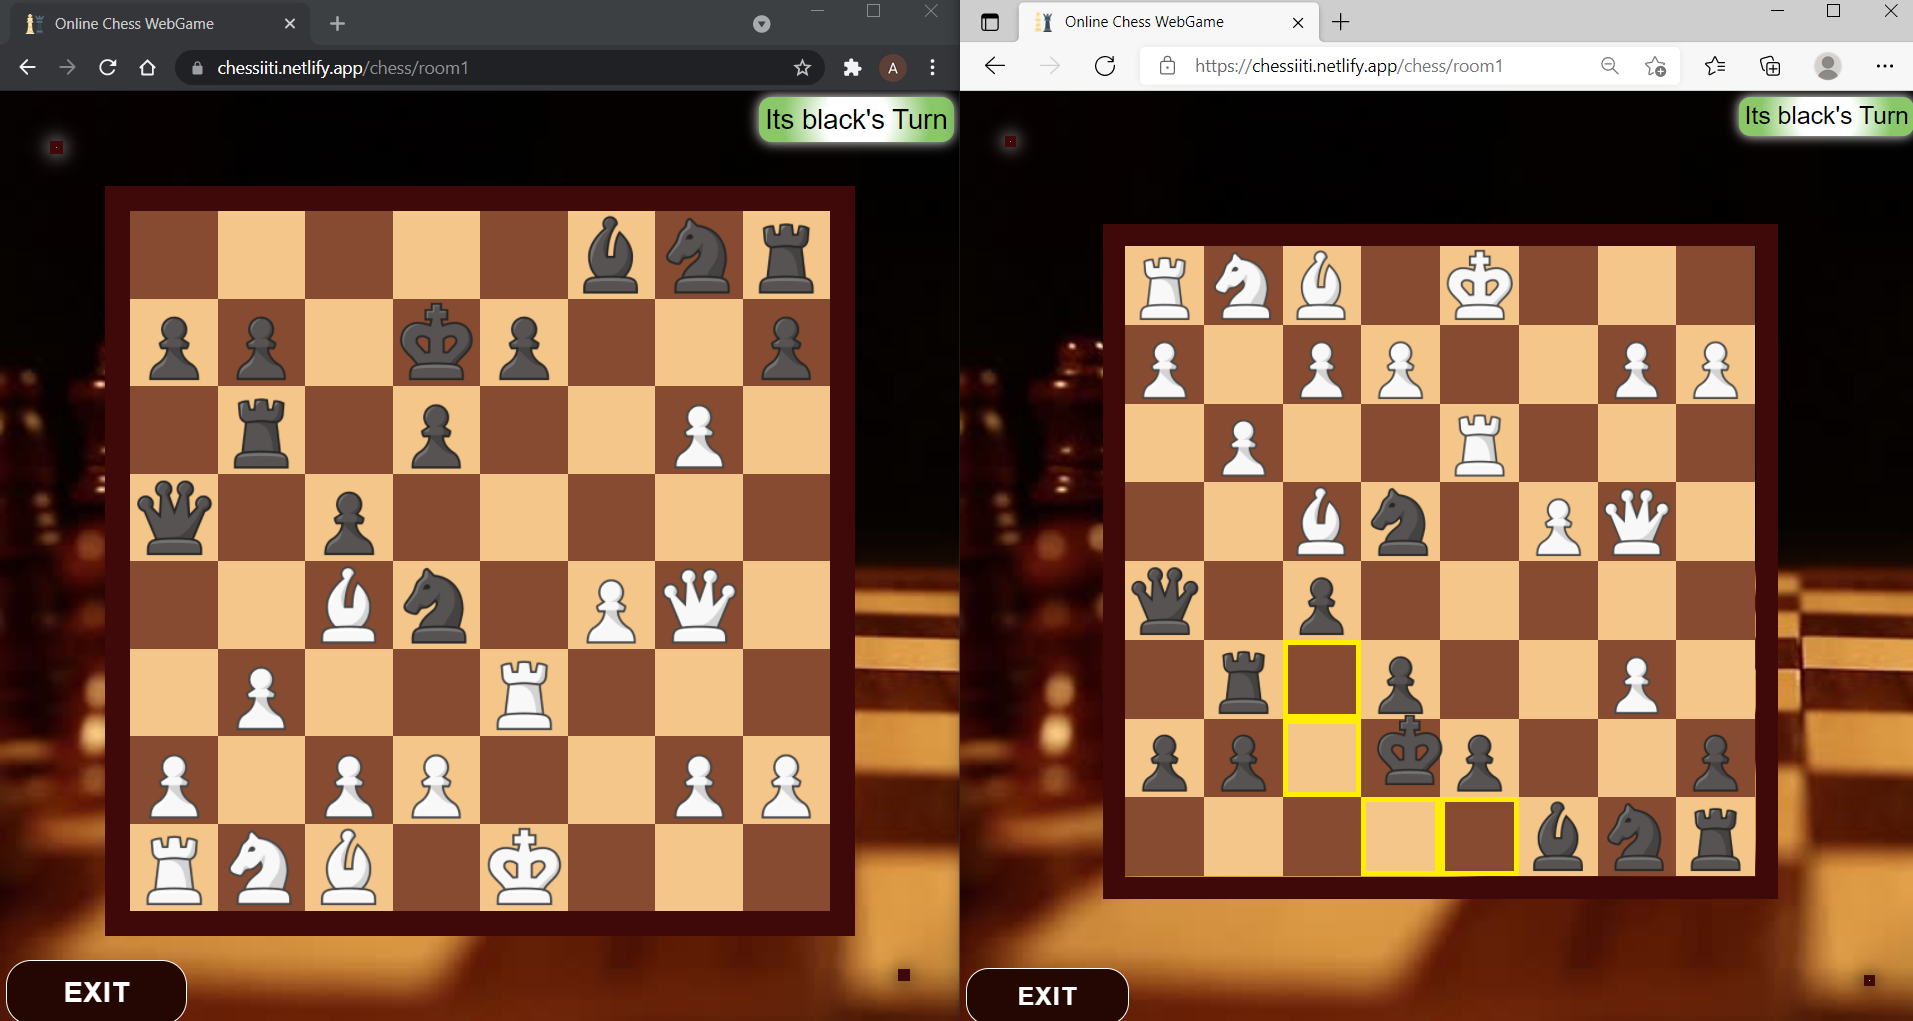 Online Chess WebGame
chessiiti.netlify.app/chess/room1
A
Its black's Turn
EXIT
Online Chess WebGame
https://chessiiti.netlify.app/chess/room1
Its black's Turn
EXIT